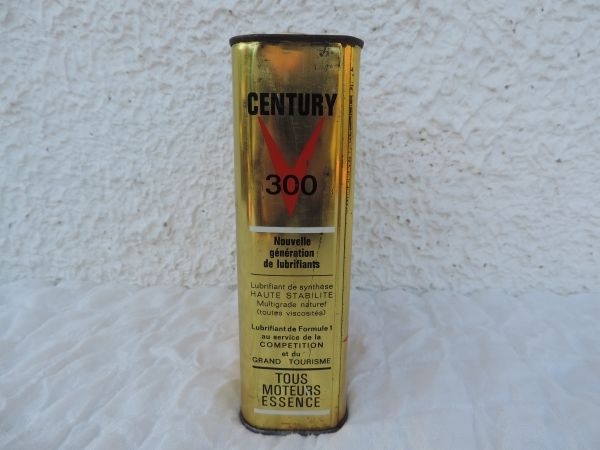 CENTURY
300
Nouvelle
génération
de lubrifiants
Lubrifiant de synthèse
HAUTE STABILITE
Multigrade naturel
(toutes viscosités)
Lubrifiant de Formule 1
au service de la
COMPETITION
et du
GRAND TOURISME
TOUS
MOTEURS
ESSENCE